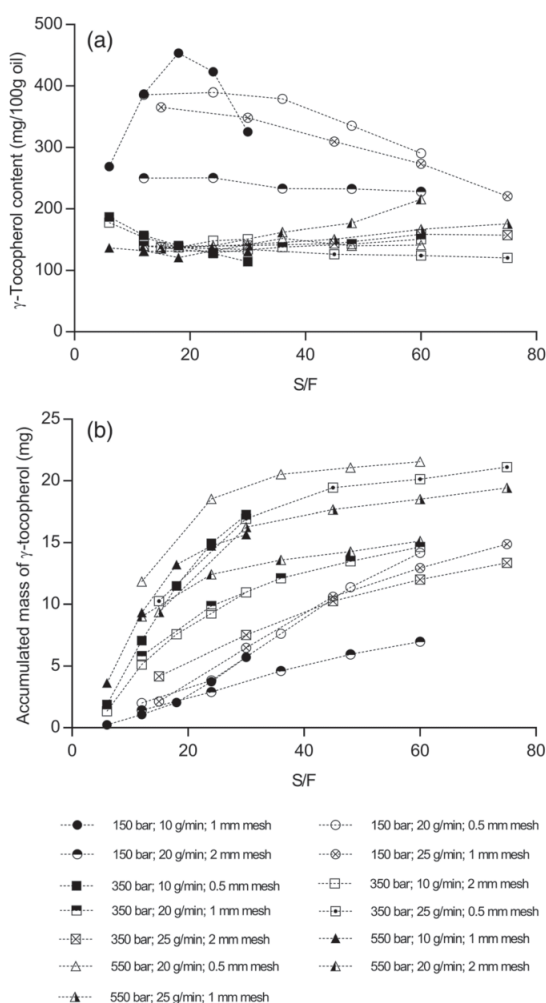 (a)
500
400
300
200
100
0
γ-Tocopherol content (mg/100g oil)
0 20 40 60 80
S/F
(b)
25
20
15
10
5
0
Accumulated mass of γ-tocopherol (mg)
0 20 40 60 80
S/F
150 bar; 10 g/min; 1 mm mesh
150 bar; 20 g/min; 0.5 mm mesh
150 bar; 20 g/min; 2 mm mesh
150 bar; 25 g/min; 1 mm mesh
350 bar; 10 g/min; 0.5 mm mesh
350 bar; 10 g/min; 2 mm mesh
350 bar; 20 g/min; 1 mm mesh
350 bar; 25 g/min; 0.5 mm mesh
350 bar; 25 g/min; 2 mm mesh
550 bar; 10 g/min; 1 mm mesh
550 bar; 20 g/min; 0.5 mm mesh
550 bar; 20 g/min; 2 mm mesh
550 bar; 25 g/min; 1 mm mesh